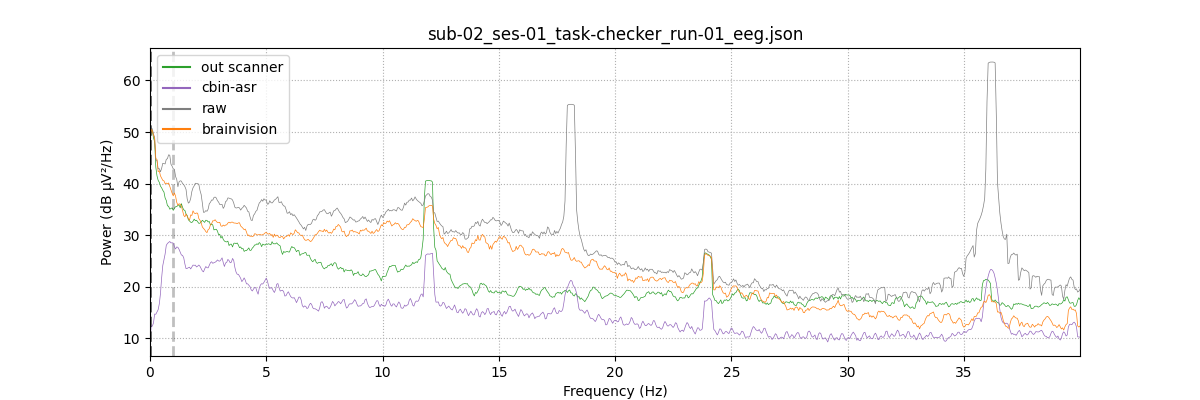 sub-02_ses-01_task-checker_run-01_eeg.json
60
50
40
30
20
10
Power (dB µV²/Hz)
out scanner
cbin-asr
raw
brainvision
0 5 10 15 20 25 30 35
Frequency (Hz)